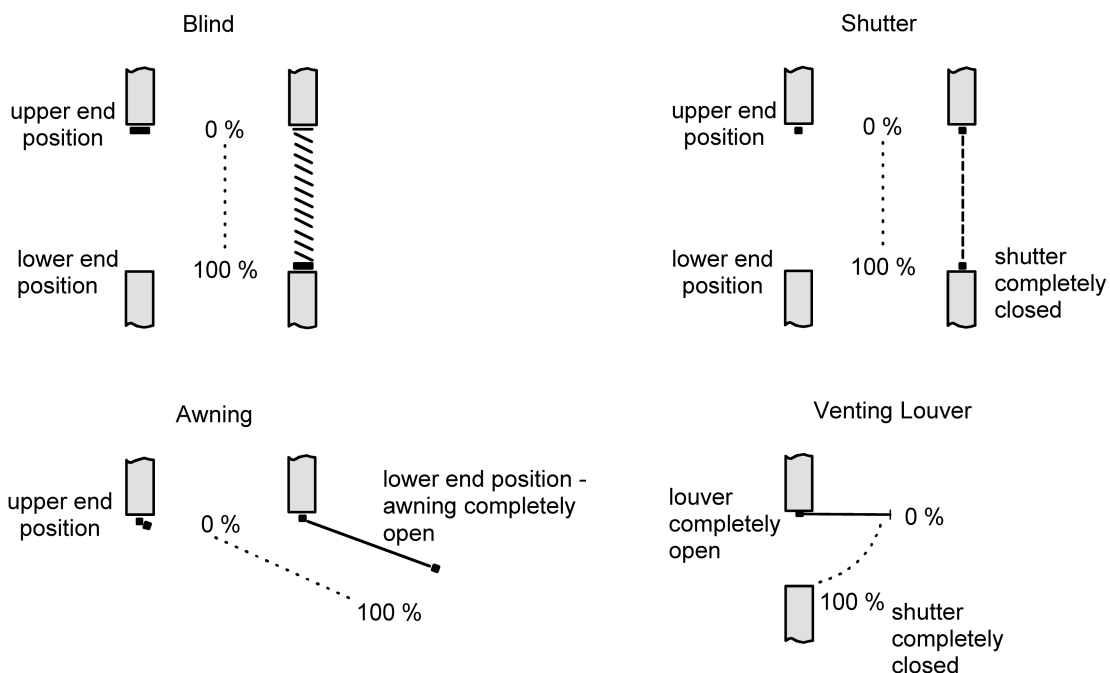 Blind
upper end
position
0 %
lower end
position
100 %
Shutter
upper end
position
0 %
lower end
position
100 %
shutter
completely
closed
Awning
upper end
position
0 %
lower end position -
awning completely
open
100 %
Venting Louver
louver
completely
open
0 %
100 %
shutter
completely
closed